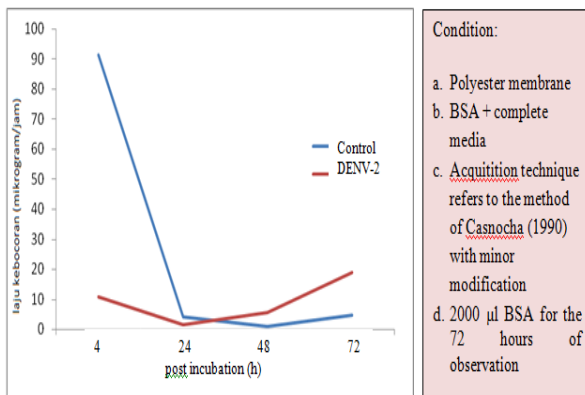 100
90
80
70
60
50
40
30
20
10
0
laju kebocoran (mikrogram/jam)
Control
DENV-2
4 24 48 72
post incubation (h)
Condition:
a. Polyester membrane
b. BSA + complete
media
c. Acquitition technique
refers to the method
of Casnocha (1990)
with minor
modification
d. 2000 µl BSA for the
72 hours of
observation